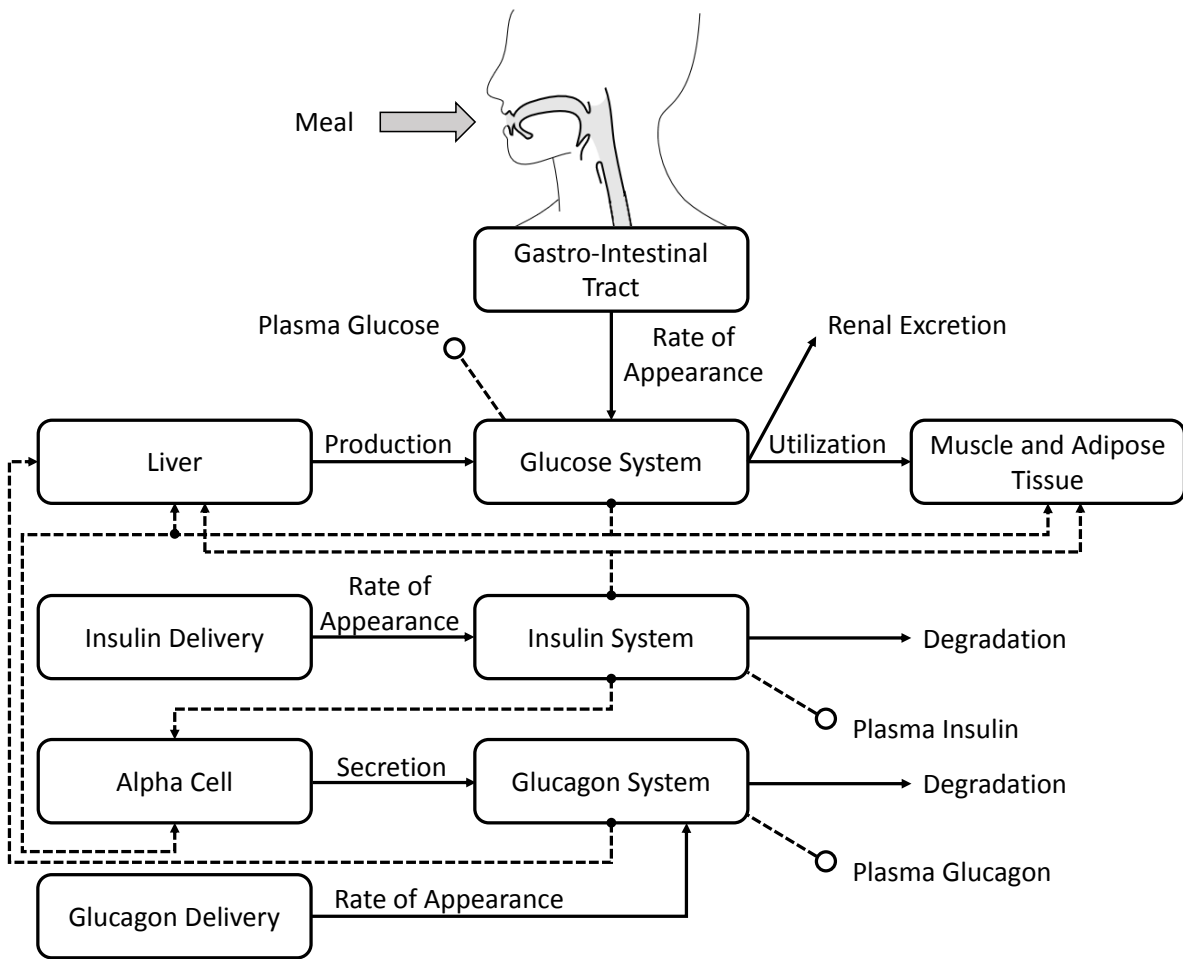 Meal
Gastro-Intestinal
Tract
Plasma Glucose
Rate of
Appearance
Renal Excretion
Liver
Production
Glucose System
Utilization
Muscle and Adipose
Tissue
Insulin Delivery
Rate of
Appearance
Insulin System
Degradation
Plasma Insulin
Alpha Cell
Secretion
Glucagon System
Degradation
Plasma Glucagon
Glucagon Delivery
Rate of Appearance